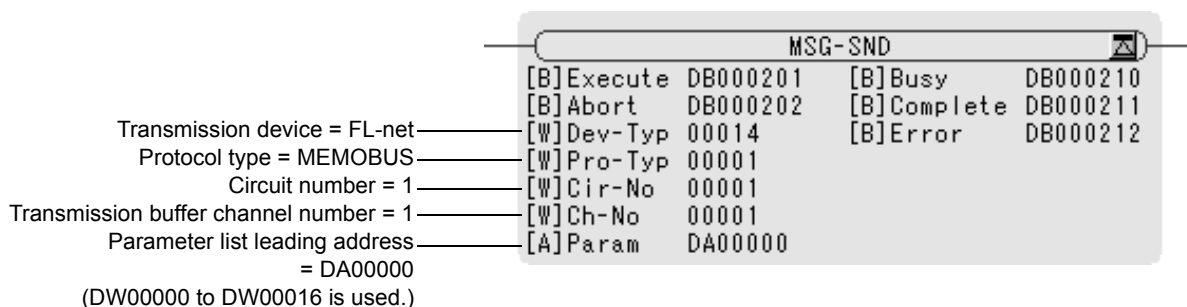 MSG-SND
[B]Execute DB000201 [B]Busy DB000210
[B]Abort DB000202 [B]Complete DB000211
Transmission device = FL-net [W]Dev-Typ 00014 [B]Error DB000212
Protocol type = MEMOBUS [W]Pro-Typ 00001
Circuit number = 1 [W]Cir-No 00001
Transmission buffer channel number = 1 [W]Ch-No 00001
Parameter list leading address [A]Param DA00000
= DA00000
(DW00000 to DW00016 is used.)